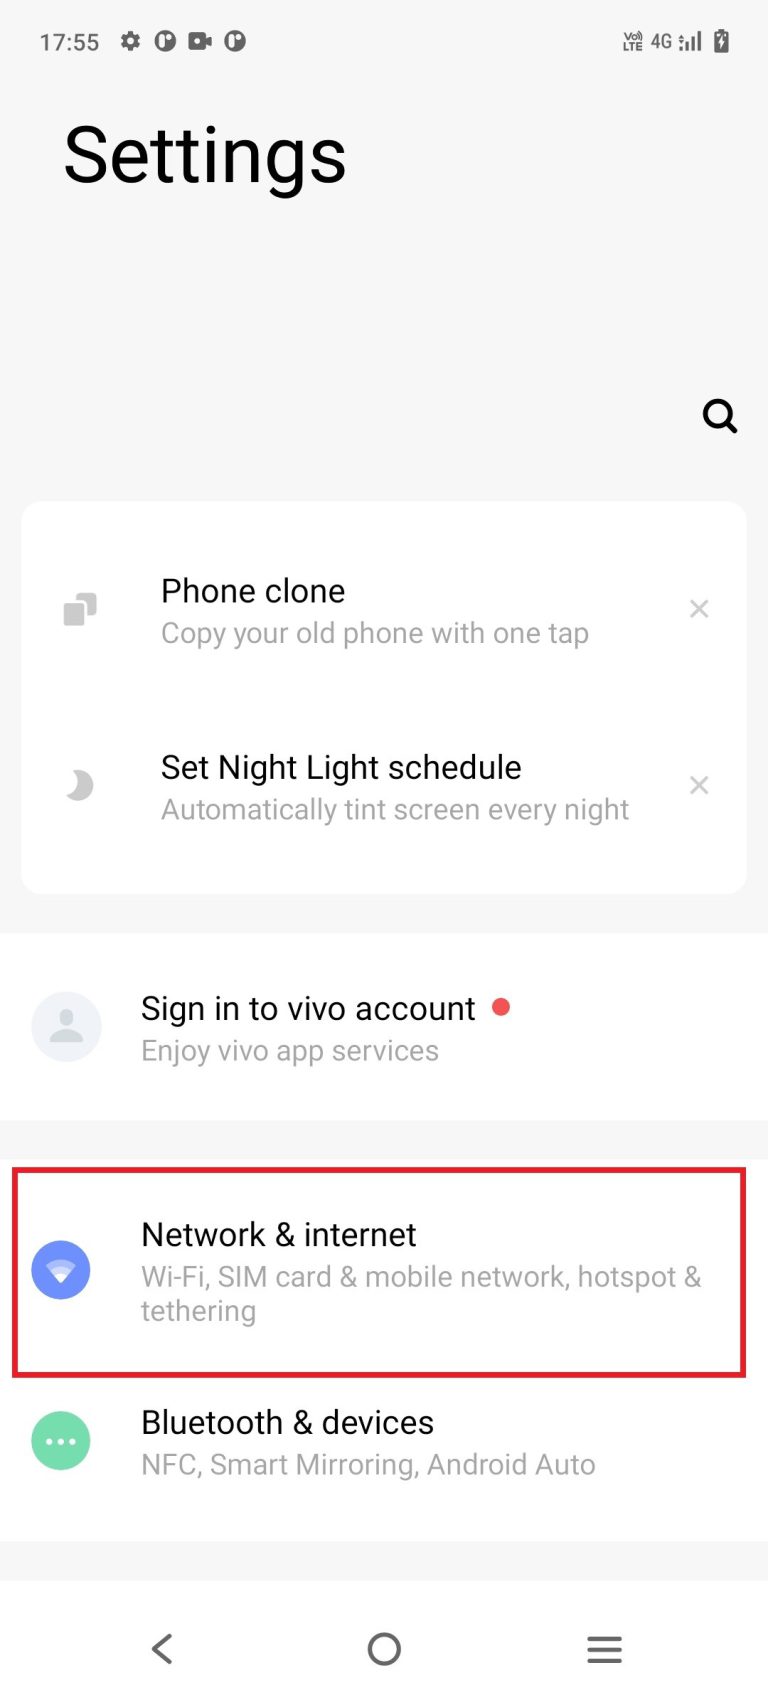 17:55
Vo)) LTE 4G
Settings
Phone clone
Copy your old phone with one tap
Set Night Light schedule
Automatically tint screen every night
Sign in to vivo account
Enjoy vivo app services
Network & internet
Wi-Fi, SIM card & mobile network, hotspot &
tethering
Bluetooth & devices
NFC, Smart Mirroring, Android Auto